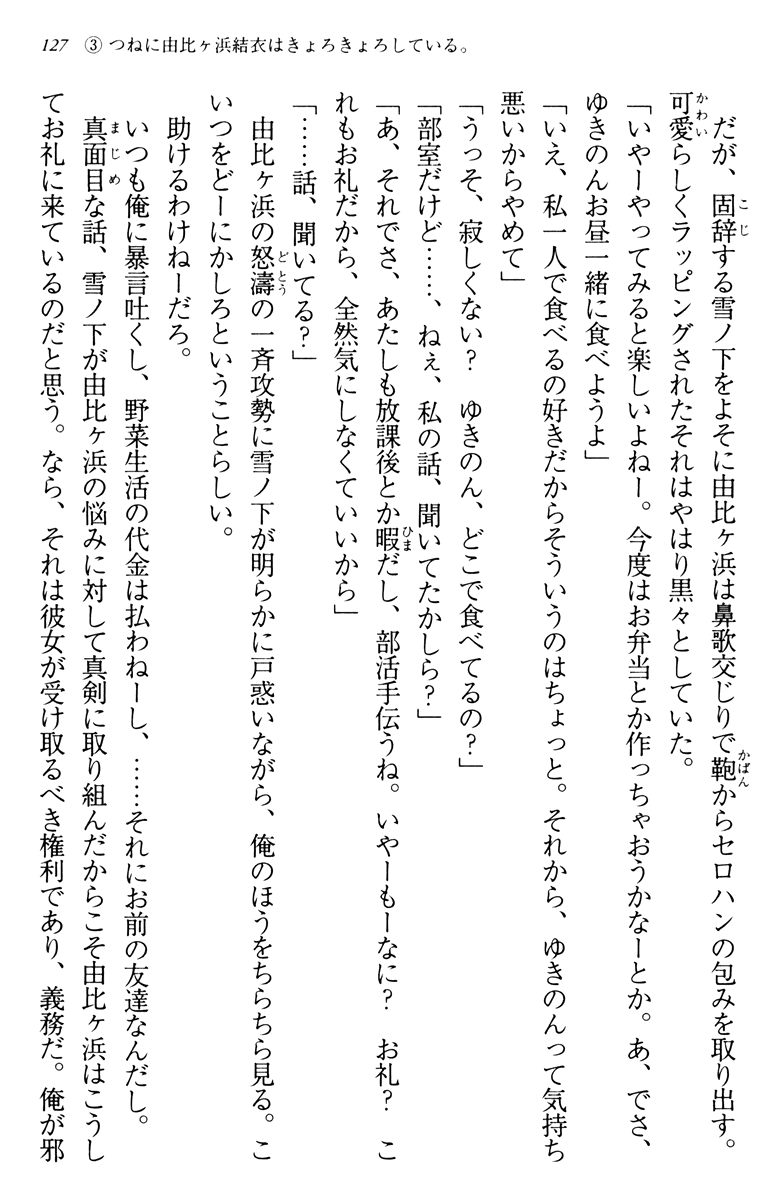 127 ③ つねに由比ヶ浜結衣はきょろきょろしている。
だが、固辞する雪ノ下をよそに由比ヶ浜は鼻歌交じりで鞄からセロハンの包みを取り出す。
可愛らしくラッピングされたそれはやはり黒々としていた。
「いやーやってみると楽しいよねー。今度はお弁当とか作っちゃおうかなーとか。あ、でさ、
ゆきのんお昼一緒に食べようよ」
「いえ、私一人で食べるの好きだからそういうのはちょっと。それから、ゆきのんって気持ち
悪いからやめて」
「うっそ、寂しくない？　ゆきのん、どこで食べてるの？」
「部室だけど……、ねぇ、私の話、聞いてたかしら？」
「あ、それでさ、あたしも放課後とか暇だし、部活手伝うね。いやーもーなに？　お礼？　こ
れもお礼だから、全然気にしなくていいから」
「……話、聞いてる？」
由比ヶ浜の怒濤の一斉攻勢に雪ノ下が明らかに戸惑いながら、俺のほうをちらちら見る。こ
いつをどーにかしろということらしい。
助けるわけねーだろ。
いつも俺に暴言吐くし、野菜生活の代金は払わねーし、……それにお前の友達なんだし。
真面目な話、雪ノ下が由比ヶ浜の悩みに対して真剣に取り組んだからこそ由比ヶ浜はこうし
てお礼に来ているのだと思う。なら、それは彼女が受け取るべき権利であり、義務だ。俺が邪